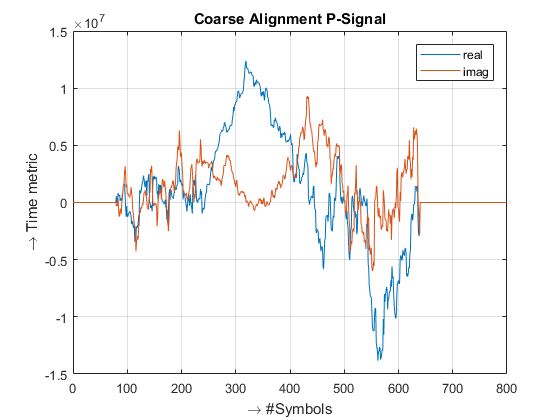 Coarse Alignment P-Signal
×10^7
1.5
1
0.5
0
-0.5
-1
-1.5
→ Time metric
real
imag
0 100 200 300 400 500 600 700 800
→ #Symbols